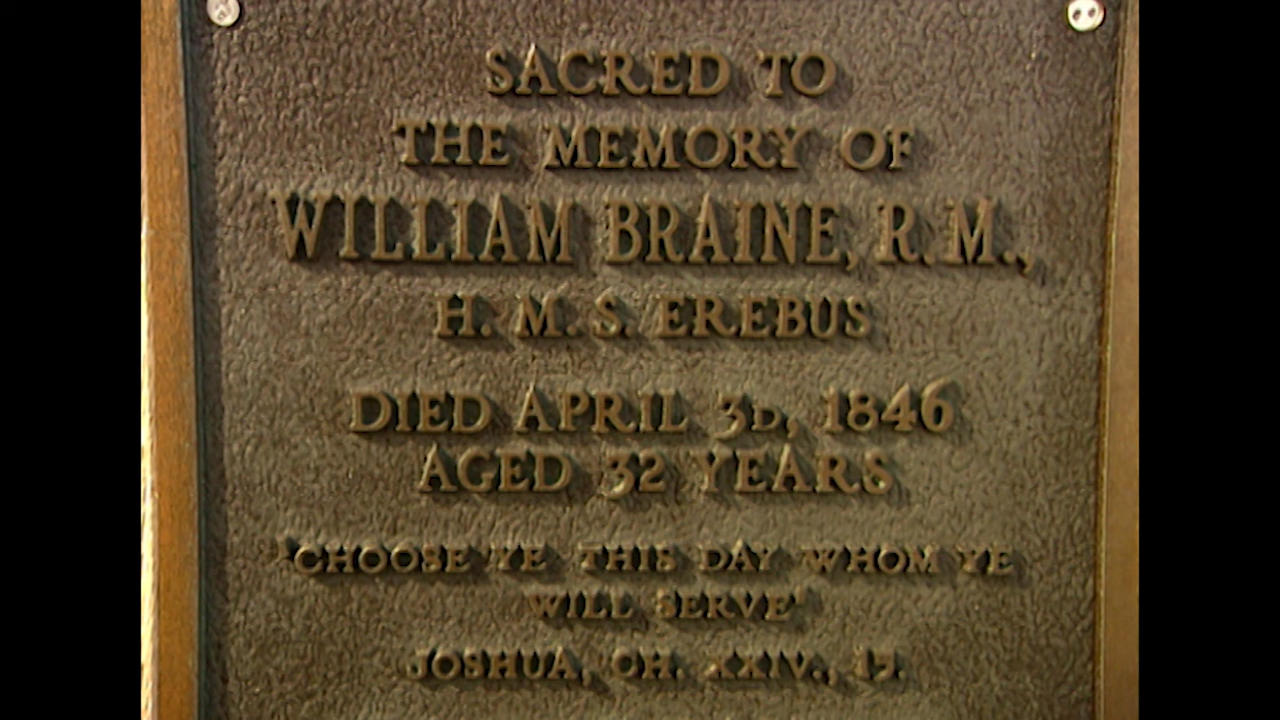 SACRED TO
THE MEMORY OF
WILLIAM BRAINE, R.M.,
H. M. S. EREBUS
DIED APRIL 3D, 1846
AGED 32 YEARS
'CHOOSE YE THIS DAY WHOM YE
WILL SERVE'
JOSHUA, CH. XXIV., 15.